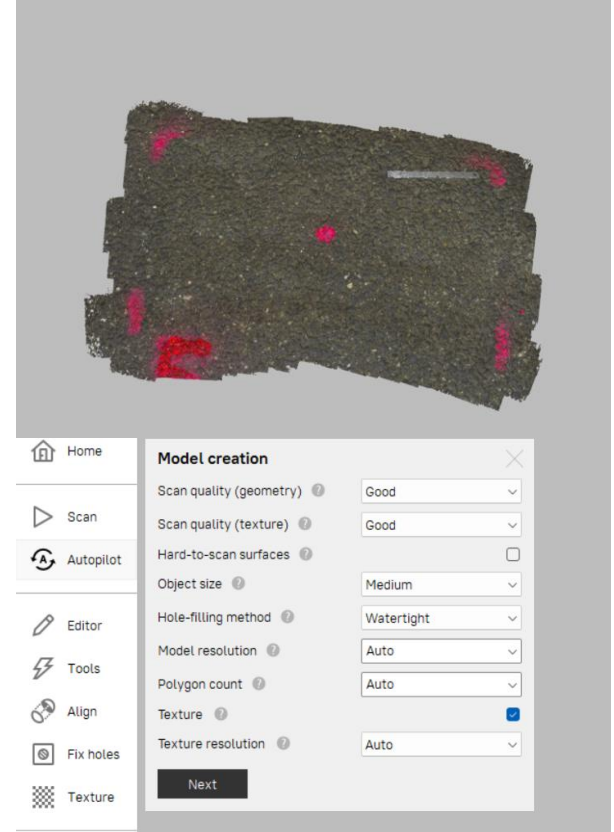 Home
Scan
Autopilot
Editor
Tools
Align
Fix holes
Texture
Model creation
Scan quality (geometry) ? Good
Scan quality (texture) ? Good
Hard-to-scan surfaces ?
Object size ? Medium
Hole-filling method ? Watertight
Model resolution ? Auto
Polygon count ? Auto
Texture ?
Texture resolution ? Auto
Next